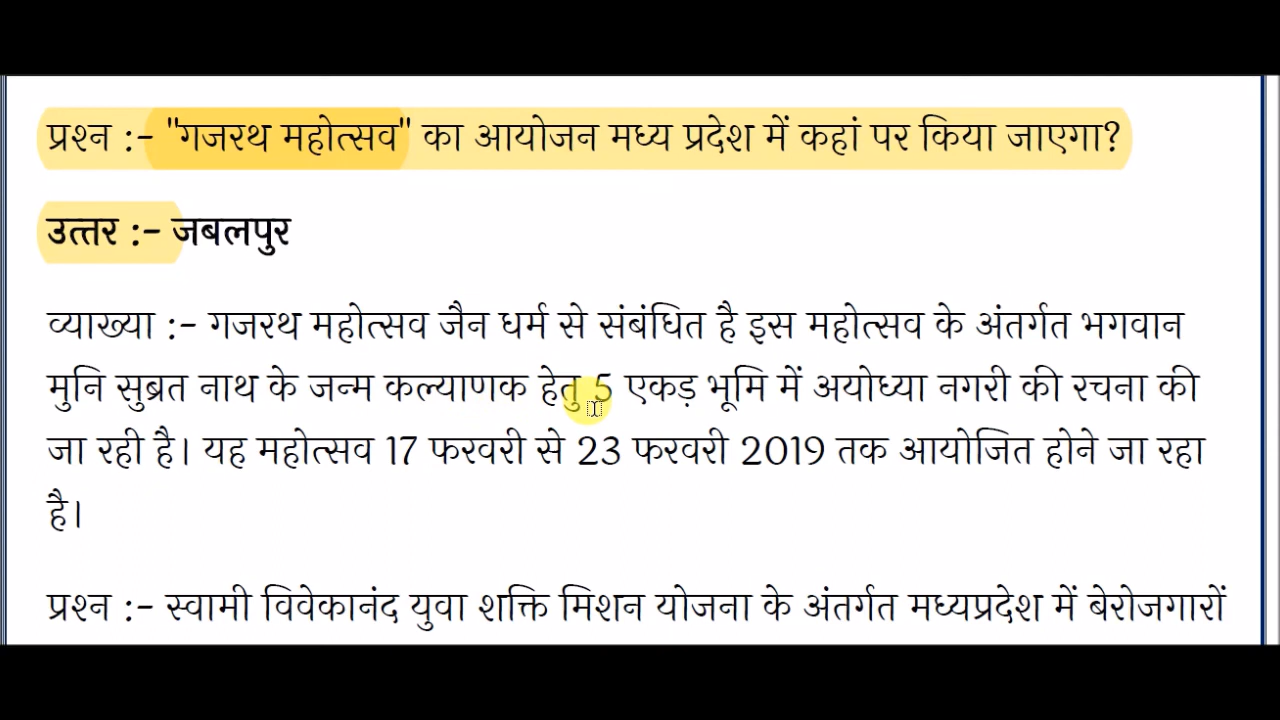 प्रश्न :- "गजरथ महोत्सव" का आयोजन मध्य प्रदेश में कहां पर किया जाएगा?
उत्तर :- जबलपुर
व्याख्या :- गजरथ महोत्सव जैन धर्म से संबंधित है इस महोत्सव के अंतर्गत भगवान
मुनि सुब्रत नाथ के जन्म कल्याणक हेतु 5 एकड़ भूमि में अयोध्या नगरी की रचना की
जा रही है। यह महोत्सव 17 फरवरी से 23 फरवरी 2019 तक आयोजित होने जा रहा
है।
प्रश्न :- स्वामी विवेकानंद युवा शक्ति मिशन योजना के अंतर्गत मध्यप्रदेश में बेरोजगारों